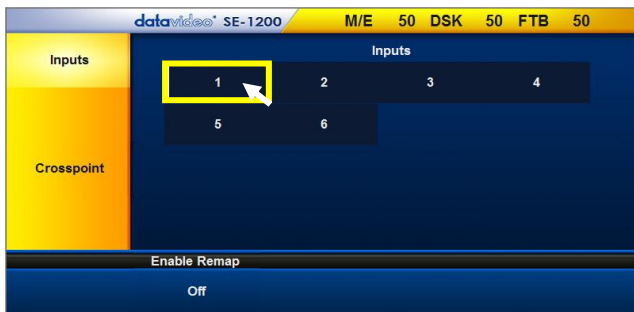 datavideo SE-1200 M/E 50 DSK 50 FTB 50
Inputs
Inputs
1 2 3 4
5 6
Crosspoint
Enable Remap
Off